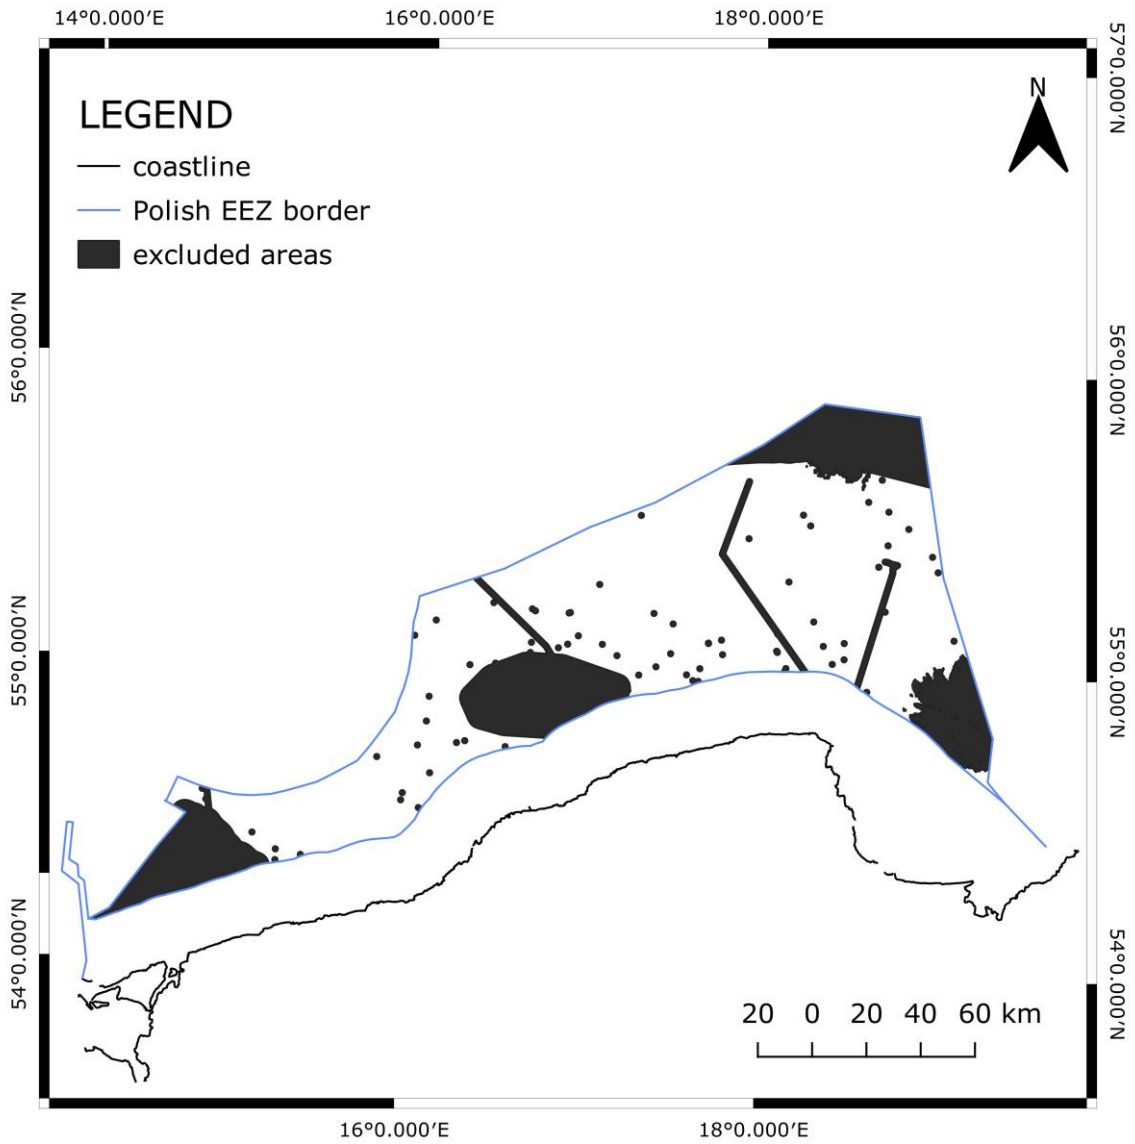 14°0.000′E 16°0.000′E 18°0.000′E
57°0.000′N
N
LEGEND
coastline
Polish EEZ border
excluded areas
56°0.000′N
56°0.000′N
55°0.000′N
55°0.000′N
54°0.000′N
54°0.000′N
20 0 20 40 60 km
16°0.000′E 18°0.000′E